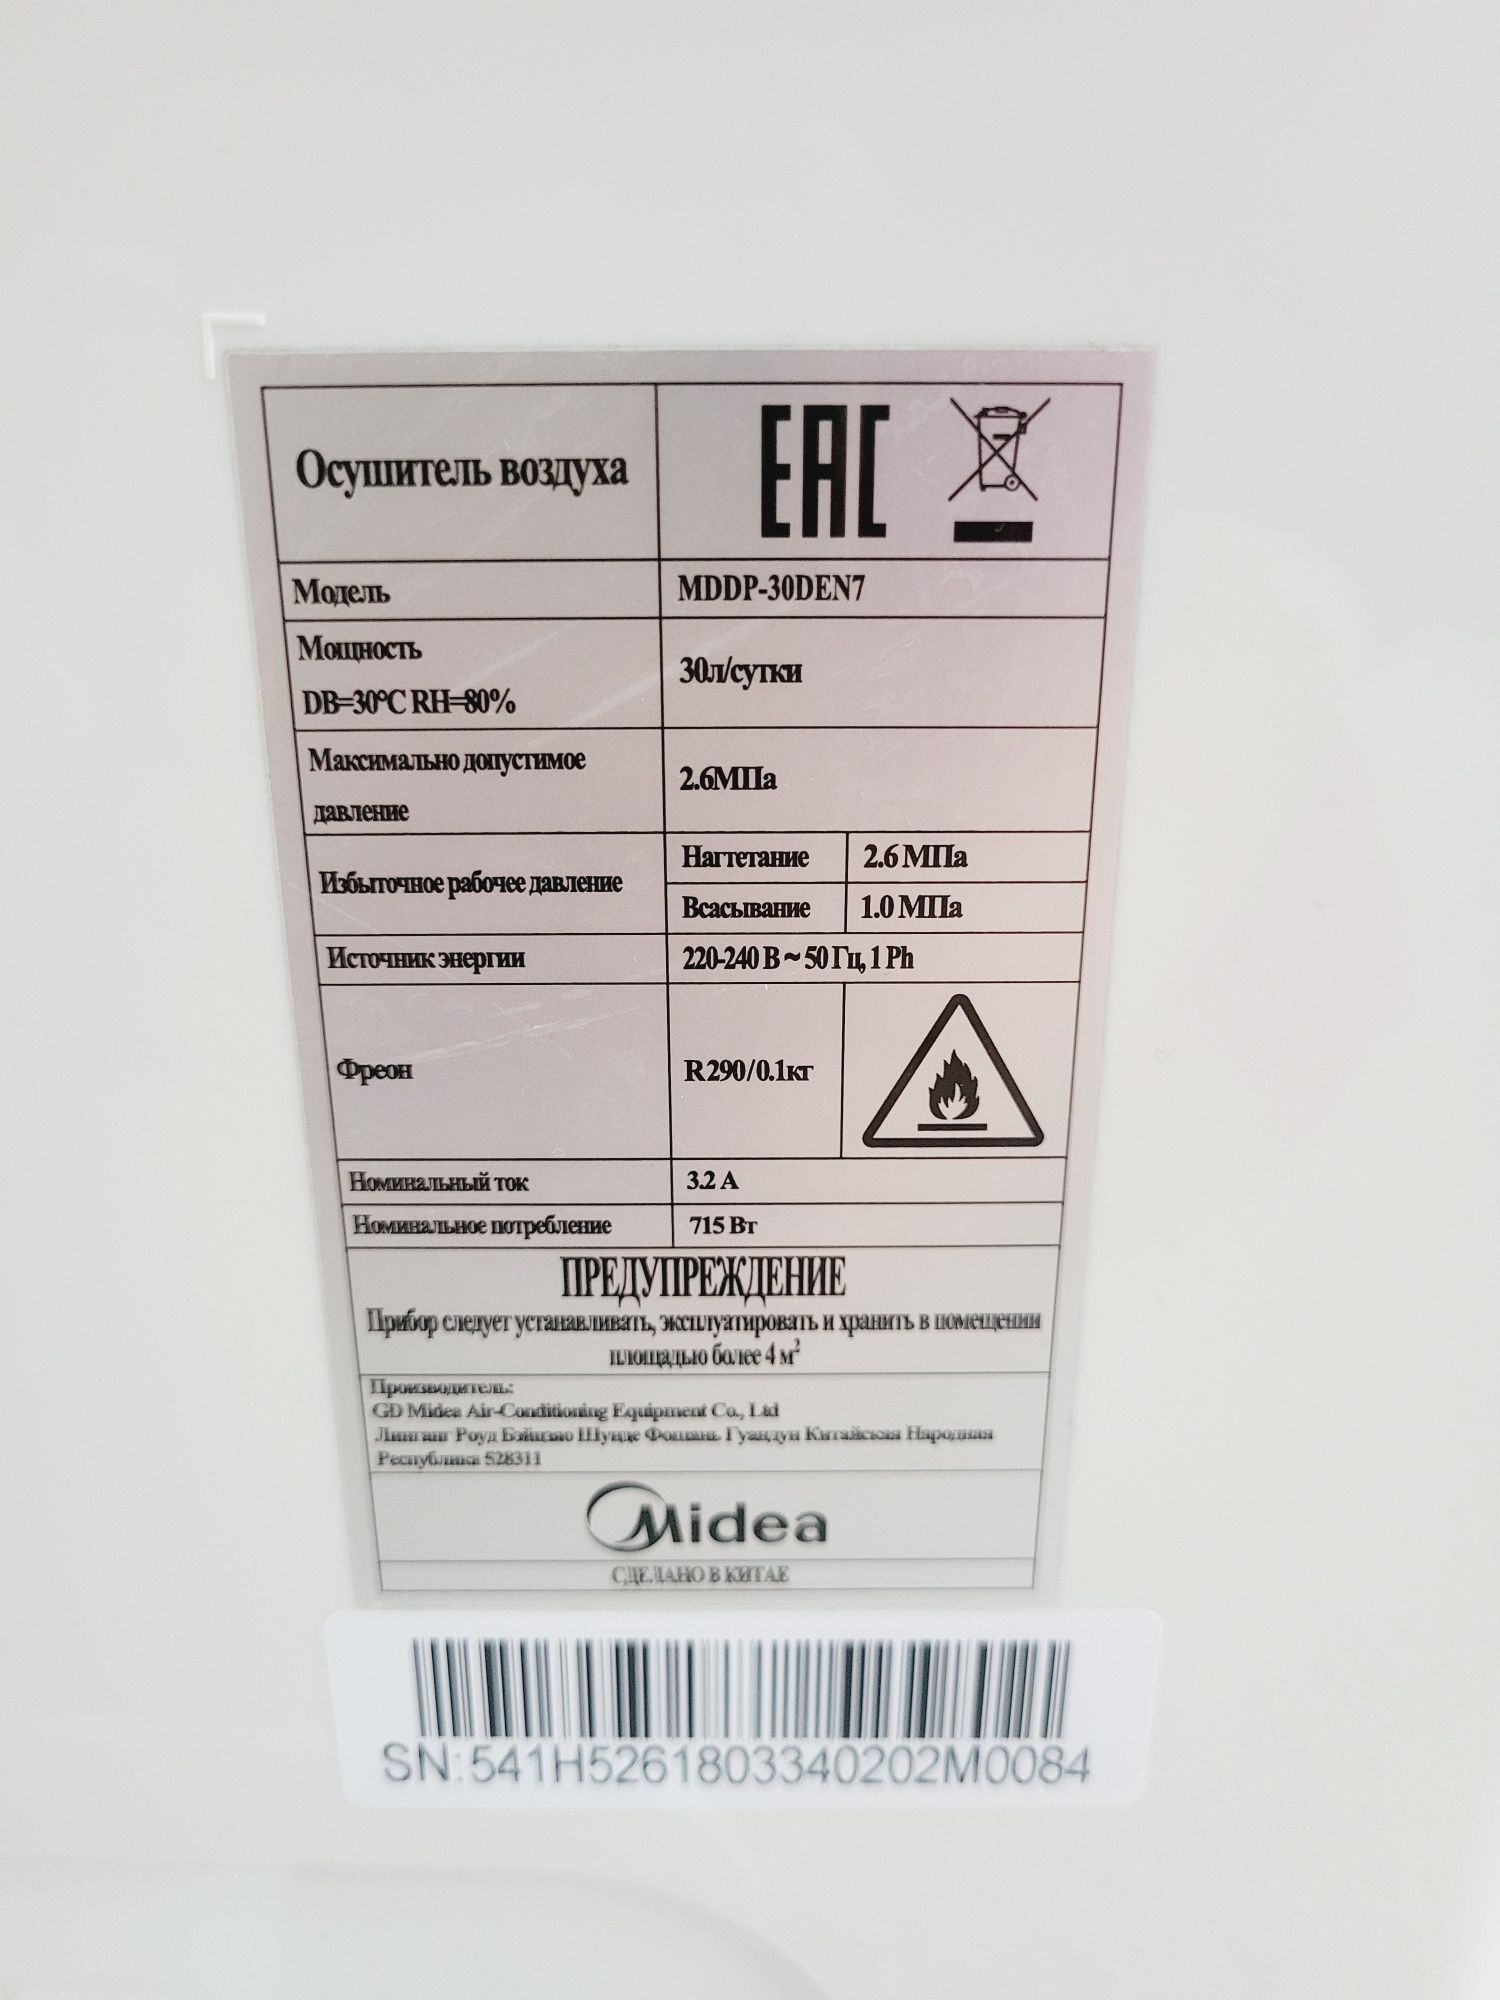 Осушитель воздуха
EAC
Модель MDDP-30DEN7
Мощность
DB=30°C RH=80%
30л/сутки
Максимально допустимое
давление
2.6МПа
Избыточное рабочее давление
Нагтетание 2.6 МПа
Всасывание 1.0 МПа
Источник энергии 220-240 В ~ 50 Гц, 1 Ph
Фреон R290/0.1кг
Номинальный ток 3.2 А
Номинальное потребление 715 Вт
ПРЕДУПРЕЖДЕНИЕ
Прибор следует устанавливать, эксплуатировать и хранить в помещении
площадью более 4 м²
Производитель:
GD Midea Air-Conditioning Equipment Co., Ltd
Линганг Роуд Бэйцзяо Шунде Фошань Гуандун Китайская Народная
Республика 528311
Midea
СДЕЛАНО В КИТАЕ
SN:541H5261803340202M0084